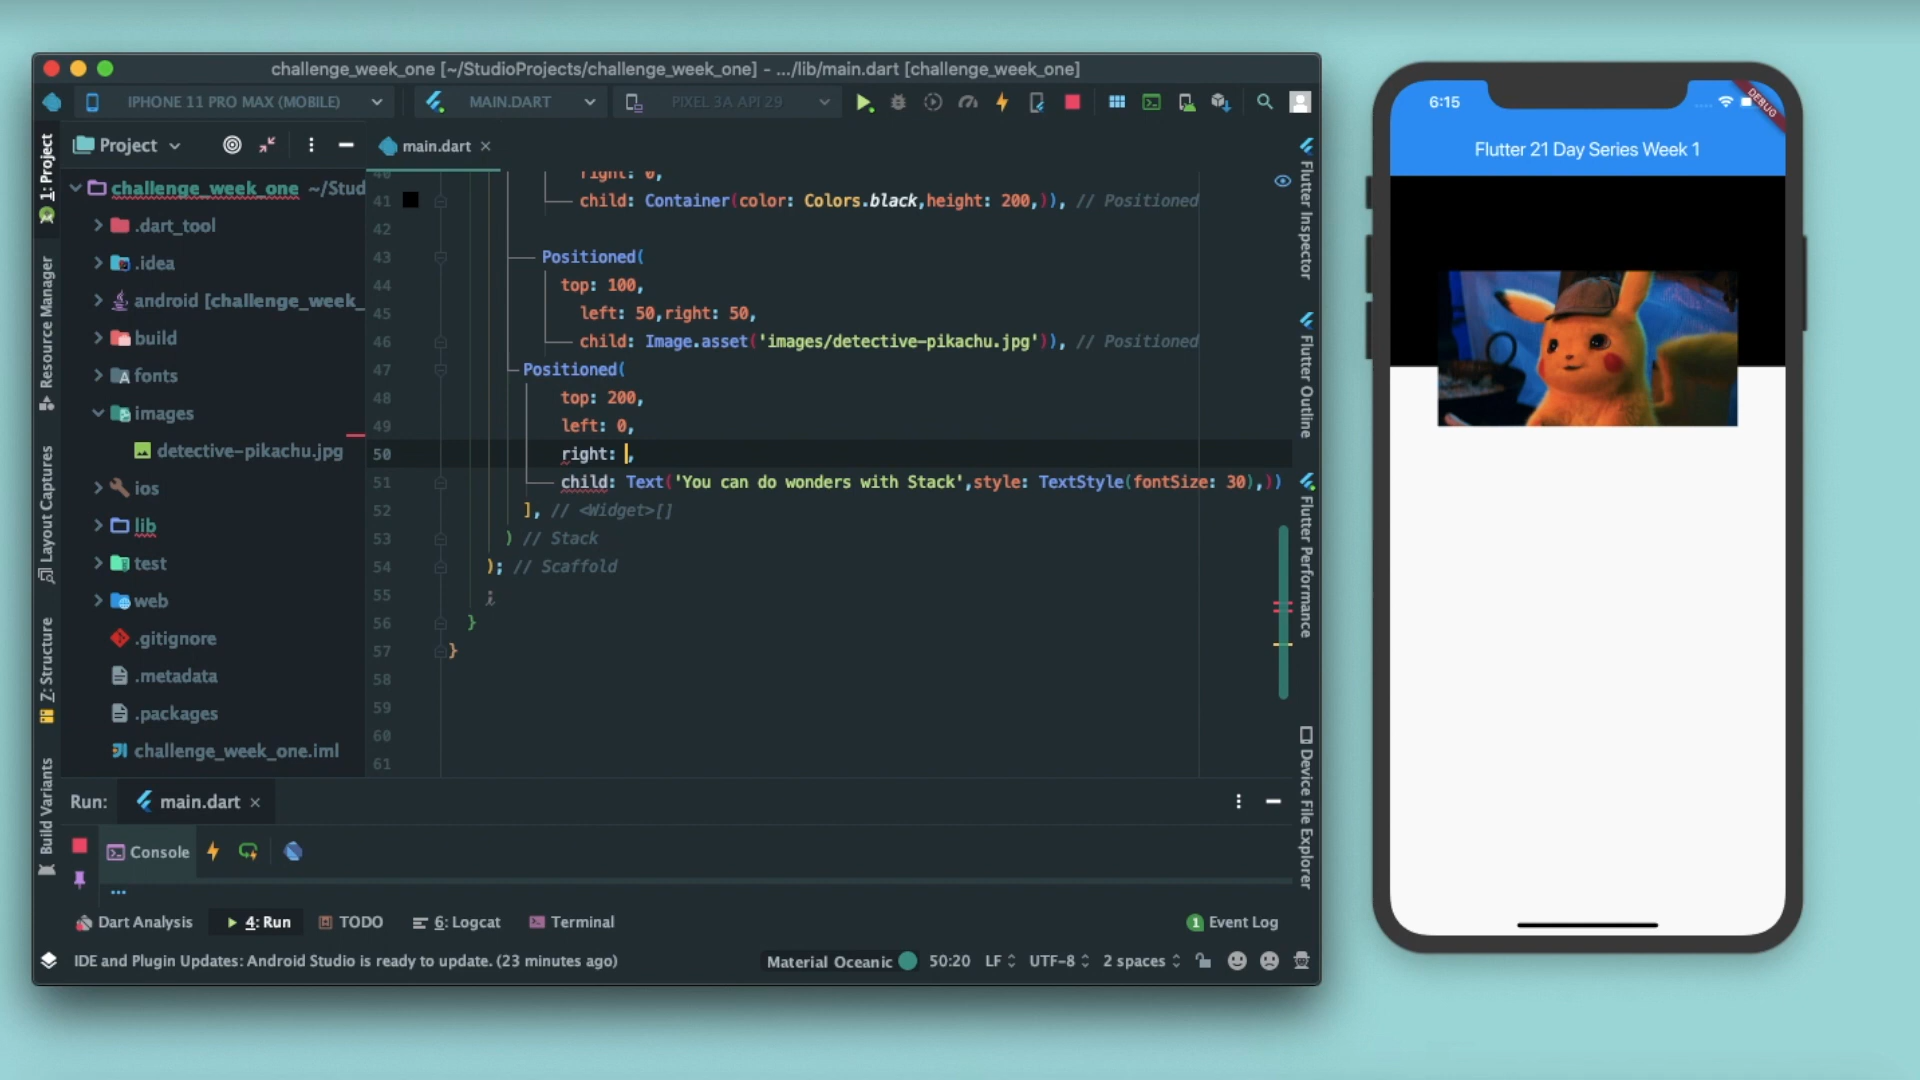 challenge_week_one [~/StudioProjects/challenge_week_one] - .../lib/main.dart [challenge_week_one]
IPHONE 11 PRO MAX (MOBILE)
MAIN.DART
PIXEL 3A API 29
1: Project
Resource Manager
Layout Captures
Z: Structure
Build Variants
Project
challenge_week_one ~/Stud
.dart_tool
.idea
android [challenge_week_
build
fonts
images
detective-pikachu.jpg
ios
lib
test
web
.gitignore
.metadata
.packages
challenge_week_one.iml
main.dart
40 right: 0,
41 child: Container(color: Colors.black,height: 200,)), // Positioned
42
43 Positioned(
44 top: 100,
45 left: 50,right: 50,
46 child: Image.asset('images/detective-pikachu.jpg')), // Positioned
47 Positioned(
48 top: 200,
49 left: 0,
50 right: ,
51 child: Text('You can do wonders with Stack',style: TextStyle(fontSize: 30),))
52 ], // <Widget>[]
53 ) // Stack
54 ); // Scaffold
55 ;
56 }
57 }
58
59
60
61
Flutter Inspector
Flutter Outline
Flutter Performance
Device File Explorer
Run: main.dart
Console
Dart Analysis
4: Run
TODO
6: Logcat
Terminal
1 Event Log
IDE and Plugin Updates: Android Studio is ready to update. (23 minutes ago)
Material Oceanic
50:20
LF
UTF-8
2 spaces
6:15
DEBUG
Flutter 21 Day Series Week 1